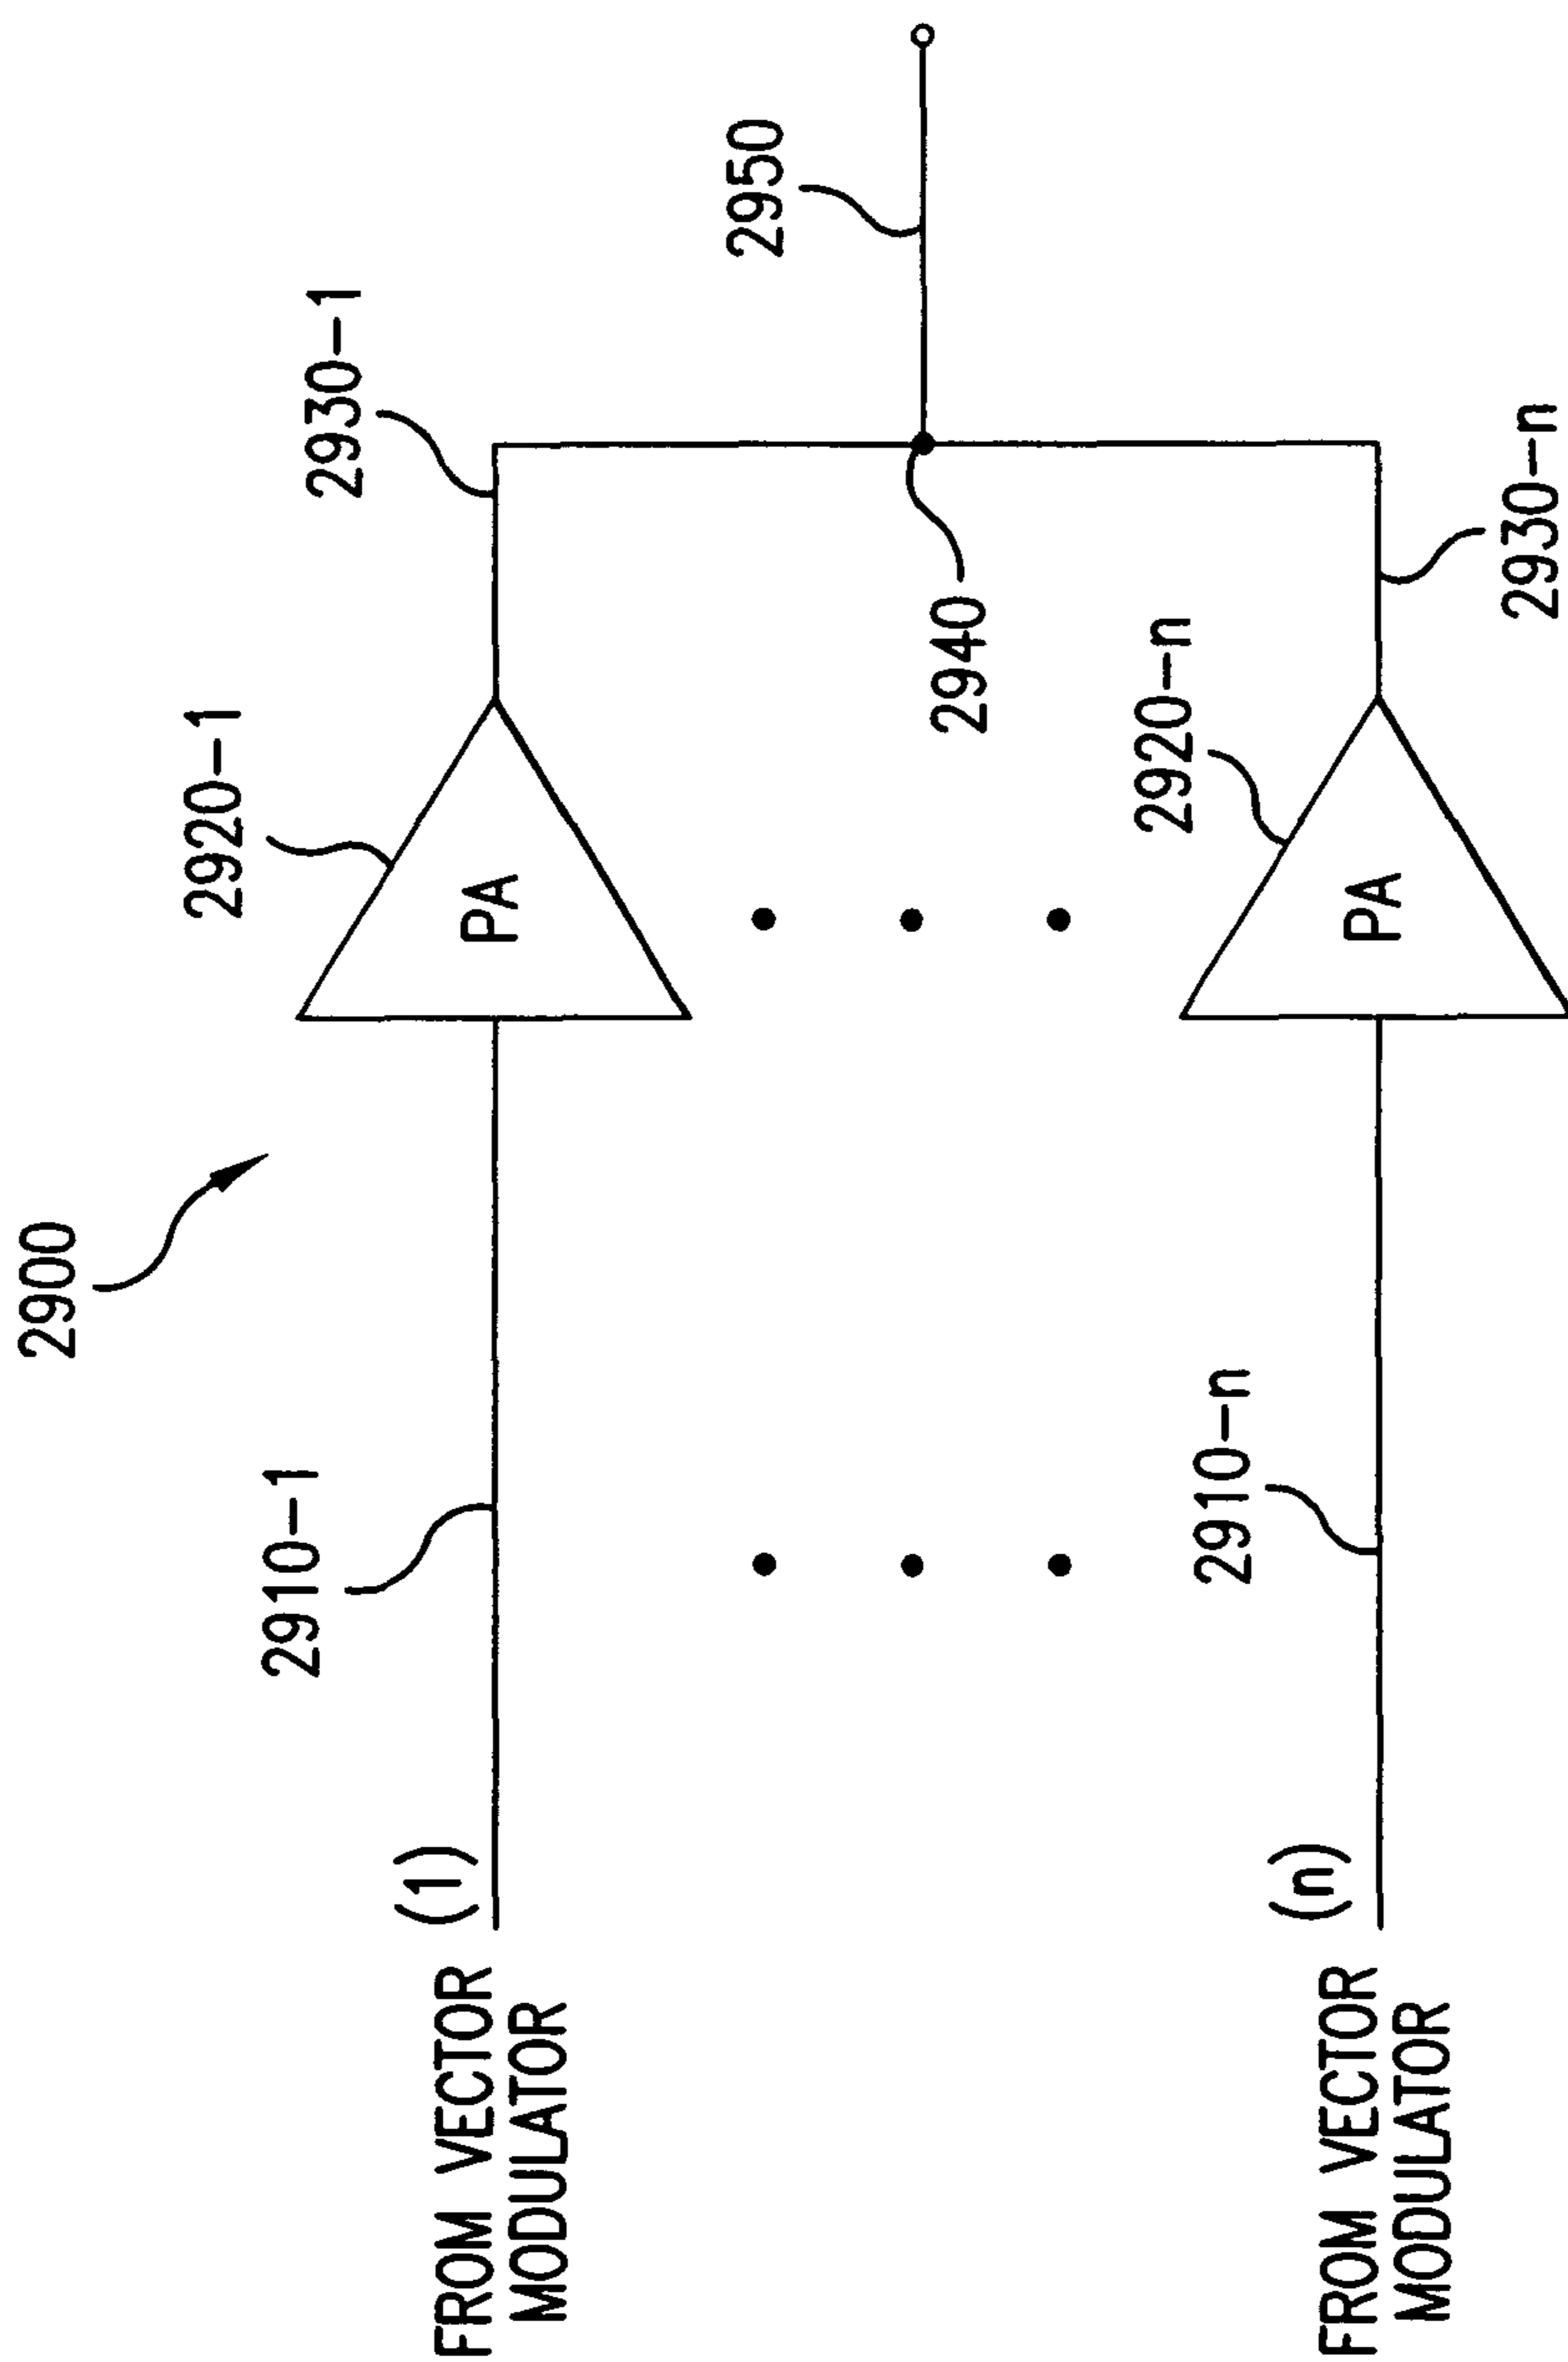 2900
2910-1
2920-1
2930-1
FROM VECTOR
MODULATOR
(1)
PA
2950
2940
2910-n
2920-n
2930-n
FROM VECTOR
MODULATOR
(n)
PA